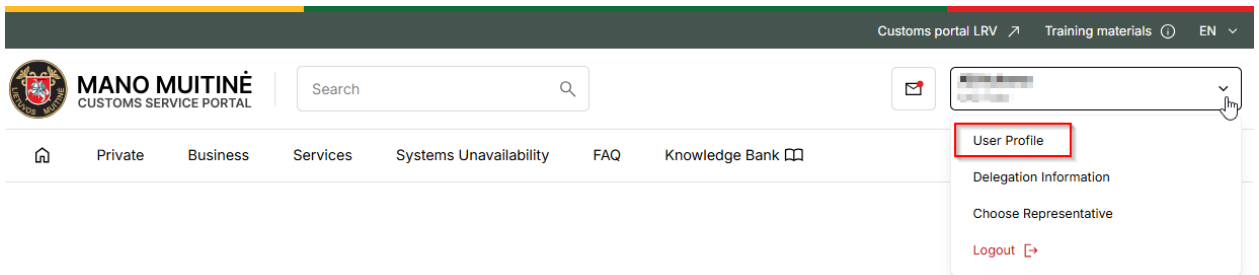 Customs portal LRV Training materials EN
MANO MUITINĖ
CUSTOMS SERVICE PORTAL
Search
Private Business Services Systems Unavailability FAQ Knowledge Bank
User Profile
Delegation Information
Choose Representative
Logout